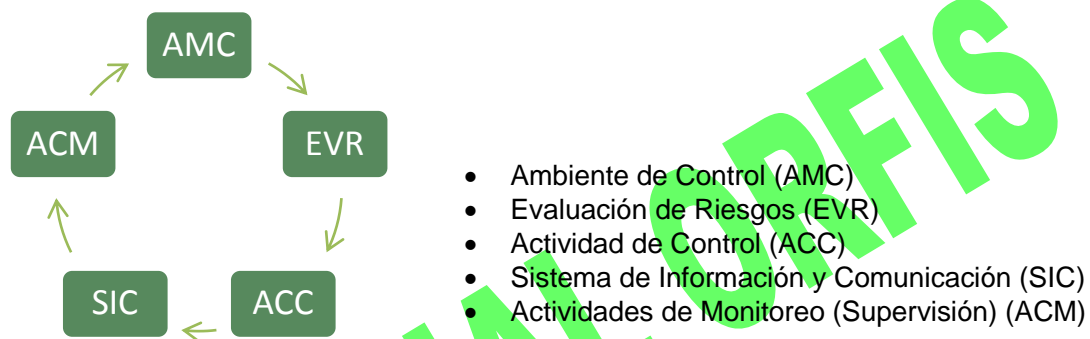 AMC
ACM
EVR
SIC
ACC
• Ambiente de Control (AMC)
• Evaluación de Riesgos (EVR)
• Actividad de Control (ACC)
• Sistema de Información y Comunicación (SIC)
• Actividades de Monitoreo (Supervisión) (ACM)
ORFIS